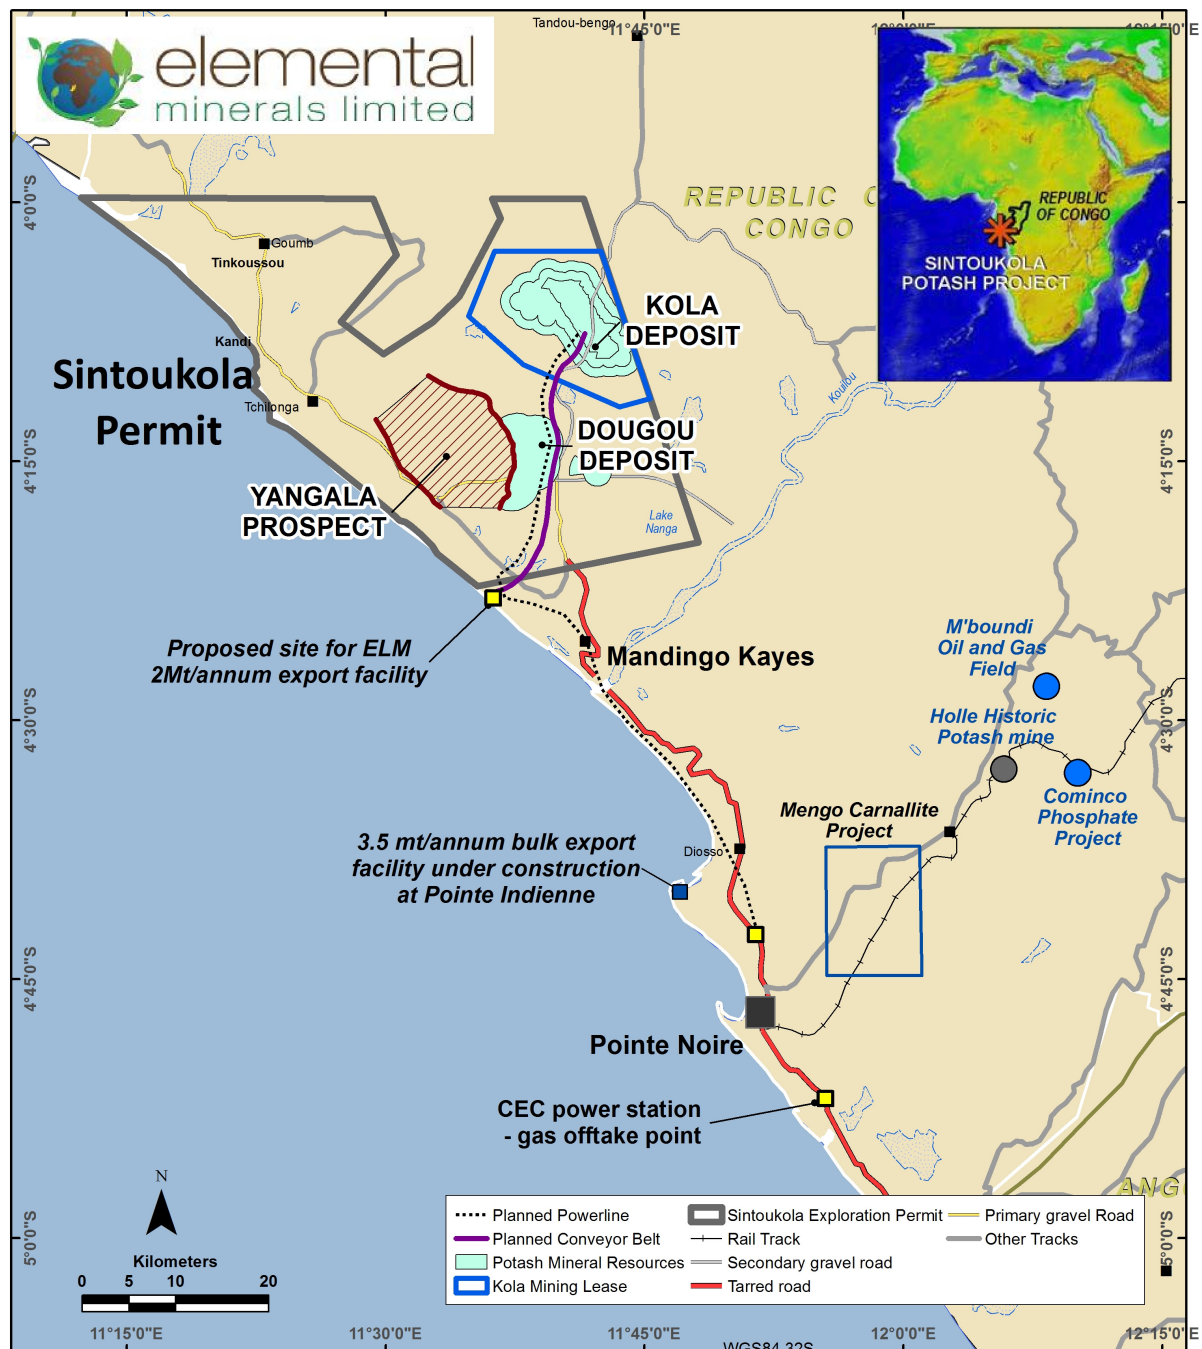 elemental
minerals limited
Tandou-bengo
11°45'0"E
REPUBLIC
CONGO
REPUBLIC
OF CONGO
SINTOUKOLA
POTASH PROJECT
4°0'0"S
Goumb
Tinkoussou
KOLA
DEPOSIT
Kandi
Sintoukola
Permit
Tchilonga
Kouilou
DOUGOU
DEPOSIT
4°15'0"S
4°15'0"S
YANGALA
PROSPECT
Lake
Nanga
Proposed site for ELM
2Mt/annum export facility
Mandingo Kayes
M'boundi
Oil and Gas
Field
Holle Historic
Potash mine
4°30'0"S
4°30'0"S
Cominco
Phosphate
Project
Mengo Carnallite
Project
3.5 mt/annum bulk export
facility under construction
at Pointe Indienne
Diosso
4°45'0"S
4°45'0"S
Pointe Noire
CEC power station
- gas offtake point
N
Kilometers
0 5 10 20
5°0'0"S
5°0'0"S
Planned Powerline
Planned Conveyor Belt
Potash Mineral Resources
Kola Mining Lease
Sintoukola Exploration Permit
Rail Track
Secondary gravel road
Tarred road
Primary gravel Road
Other Tracks
11°15'0"E
11°30'0"E
11°45'0"E
12°0'0"E
12°15'0"E
WGS84 32S